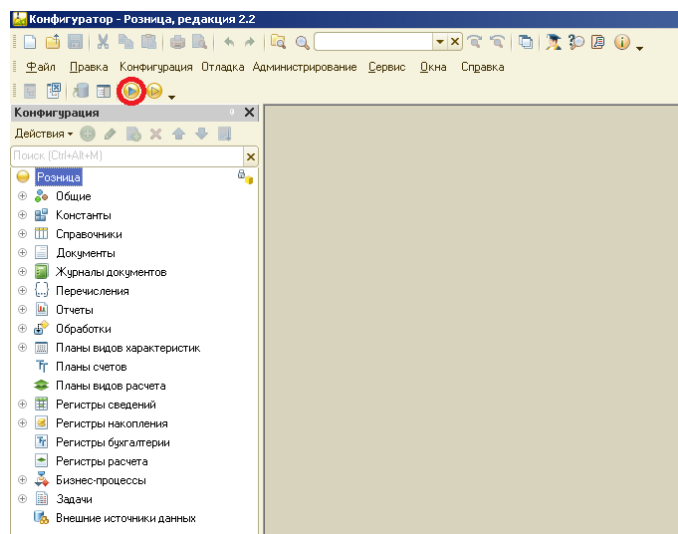 Конфигуратор - Розница, редакция 2.2
Файл Правка Конфигурация Отладка Администрирование Сервис Окна Справка
Конфигурация
Действия
Поиск (Ctrl+Alt+M)
Розница
Общие
Константы
Справочники
Документы
Журналы документов
Перечисления
Отчеты
Обработки
Планы видов характеристик
Планы счетов
Планы видов расчета
Регистры сведений
Регистры накопления
Регистры бухгалтерии
Регистры расчета
Бизнес-процессы
Задачи
Внешние источники данных